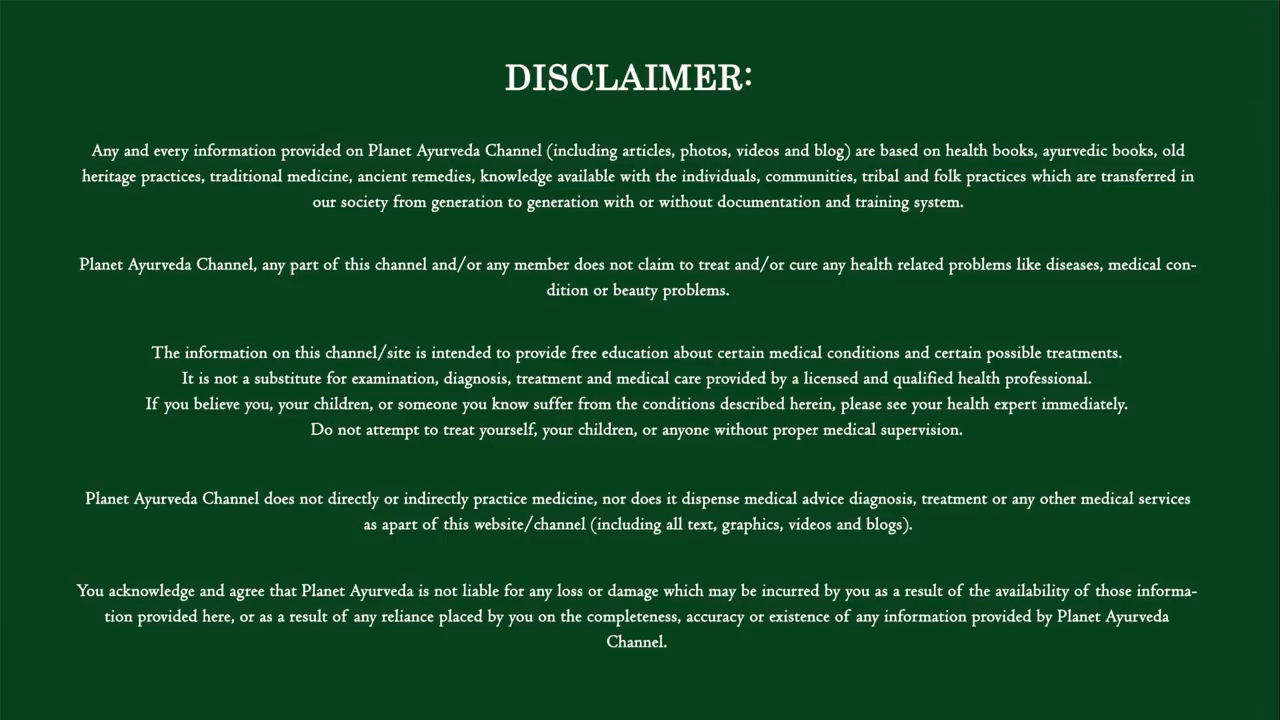 DISCLAIMER:
Any and every information provided on Planet Ayurveda Channel (including articles, photos, videos and blog) are based on health books, ayurvedic books, old
heritage practices, traditional medicine, ancient remedies, knowledge available with the individuals, communities, tribal and folk practices which are transferred in
our society from generation to generation with or without documentation and training system.
Planet Ayurveda Channel, any part of this channel and/or any member does not claim to treat and/or cure any health related problems like diseases, medical con-
dition or beauty problems.
The information on this channel/site is intended to provide free education about certain medical conditions and certain possible treatments.
It is not a substitute for examination, diagnosis, treatment and medical care provided by a licensed and qualified health professional.
If you believe you, your children, or someone you know suffer from the conditions described herein, please see your health expert immediately.
Do not attempt to treat yourself, your children, or anyone without proper medical supervision.
Planet Ayurveda Channel does not directly or indirectly practice medicine, nor does it dispense medical advice diagnosis, treatment or any other medical services
as apart of this website/channel (including all text, graphics, videos and blogs).
You acknowledge and agree that Planet Ayurveda is not liable for any loss or damage which may be incurred by you as a result of the availability of those informa-
tion provided here, or as a result of any reliance placed by you on the completeness, accuracy or existence of any information provided by Planet Ayurveda
Channel.